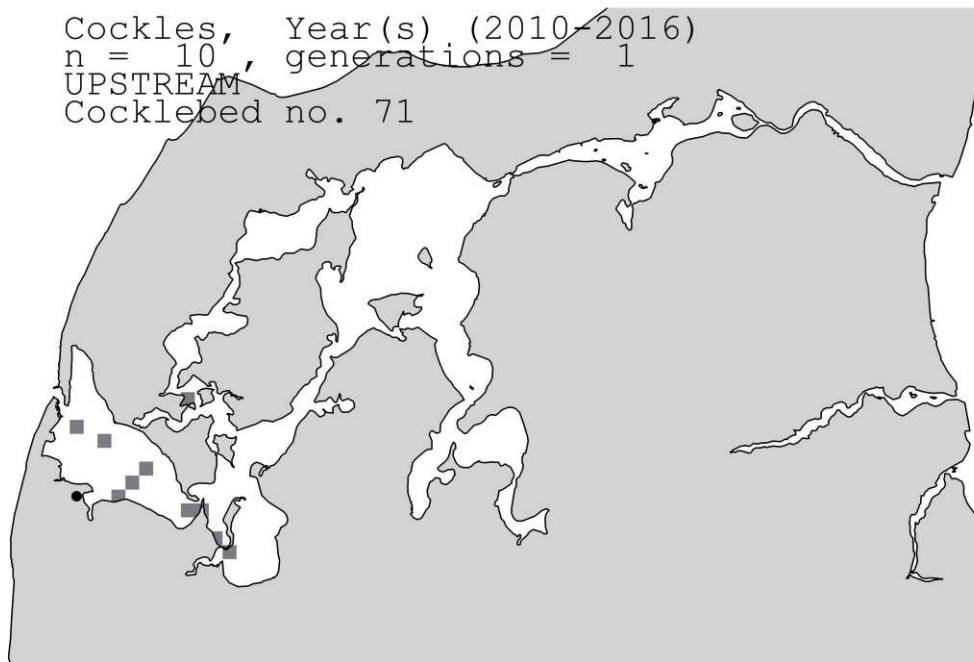 Cockles, Year(s) (2010-2016)
n = 10, generations = 1
UPSTREAM
Cocklebed no. 71